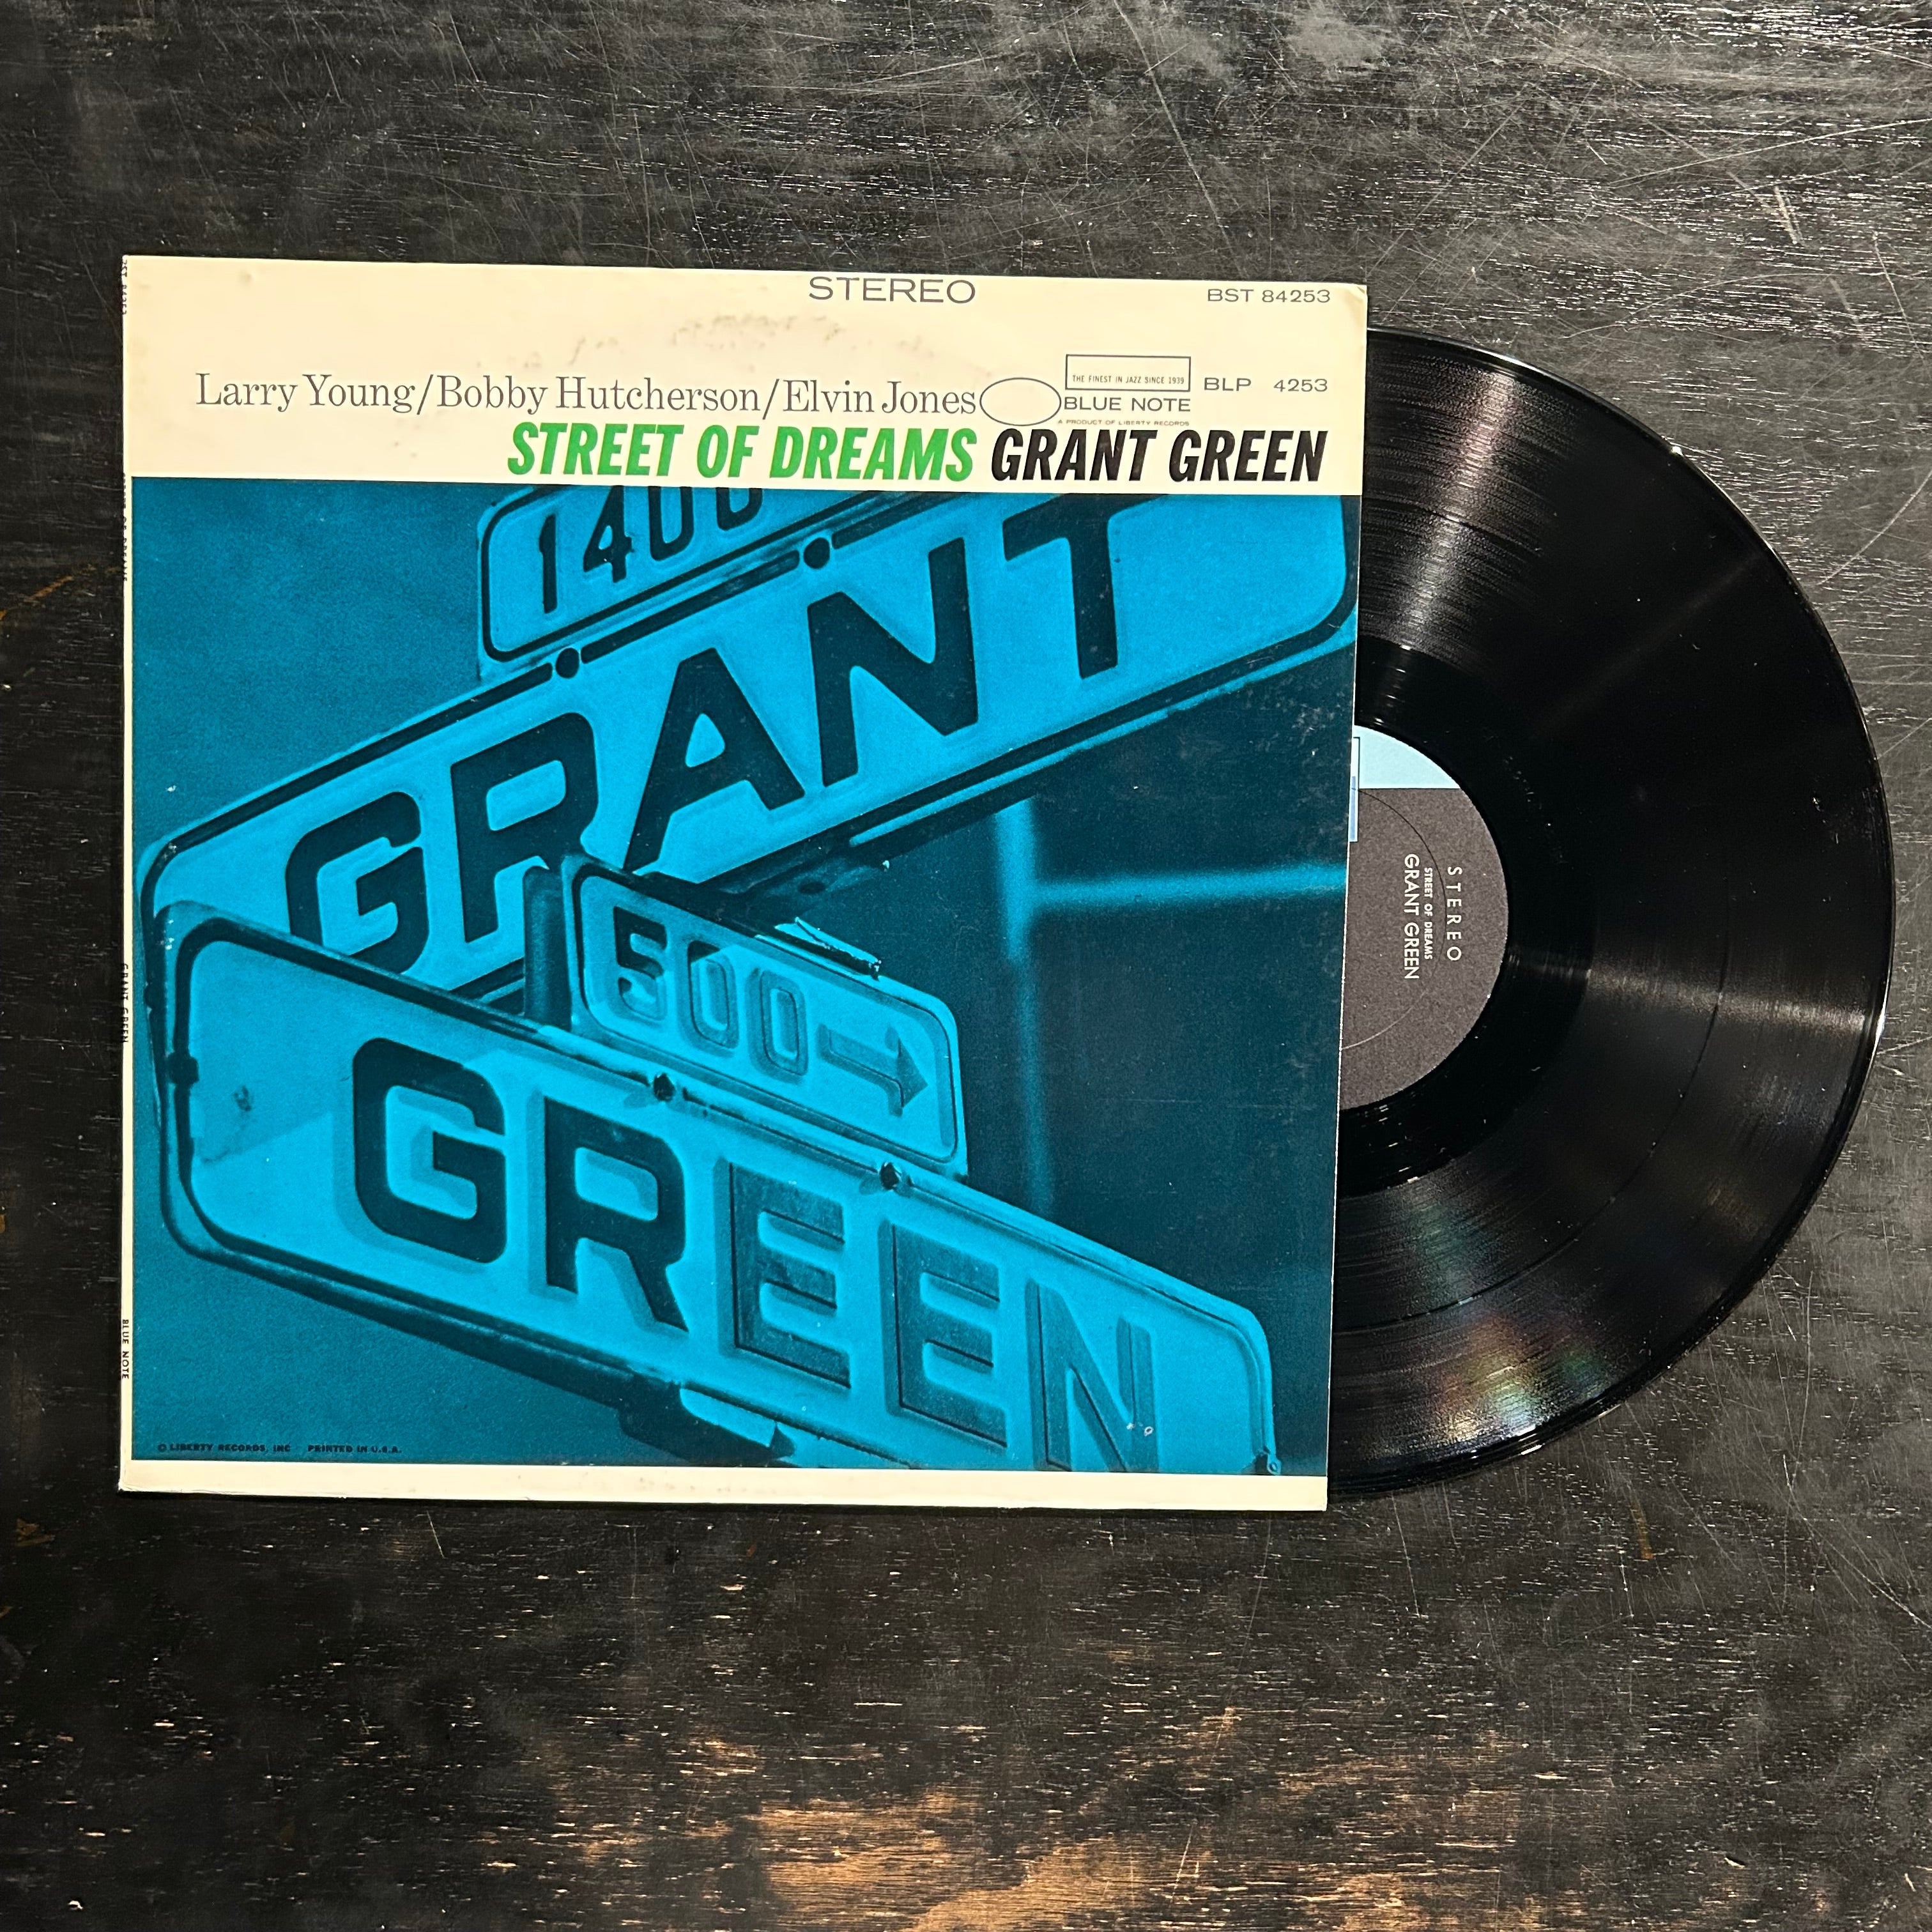 STEREO
BST 84253
Larry Young/Bobby Hutcherson/Elvin Jones
THE FINEST IN JAZZ SINCE 1939
BLUE NOTE
A PRODUCT OF LIBERTY RECORDS
BLP 4253
STREET OF DREAMS GRANT GREEN
1400
GRANT
500
GREEN
© LIBERTY RECORDS, INC PRINTED IN U.S.A.
GRANT GREEN
BLUE NOTE
STEREO
STREET OF DREAMS
GRANT GREEN